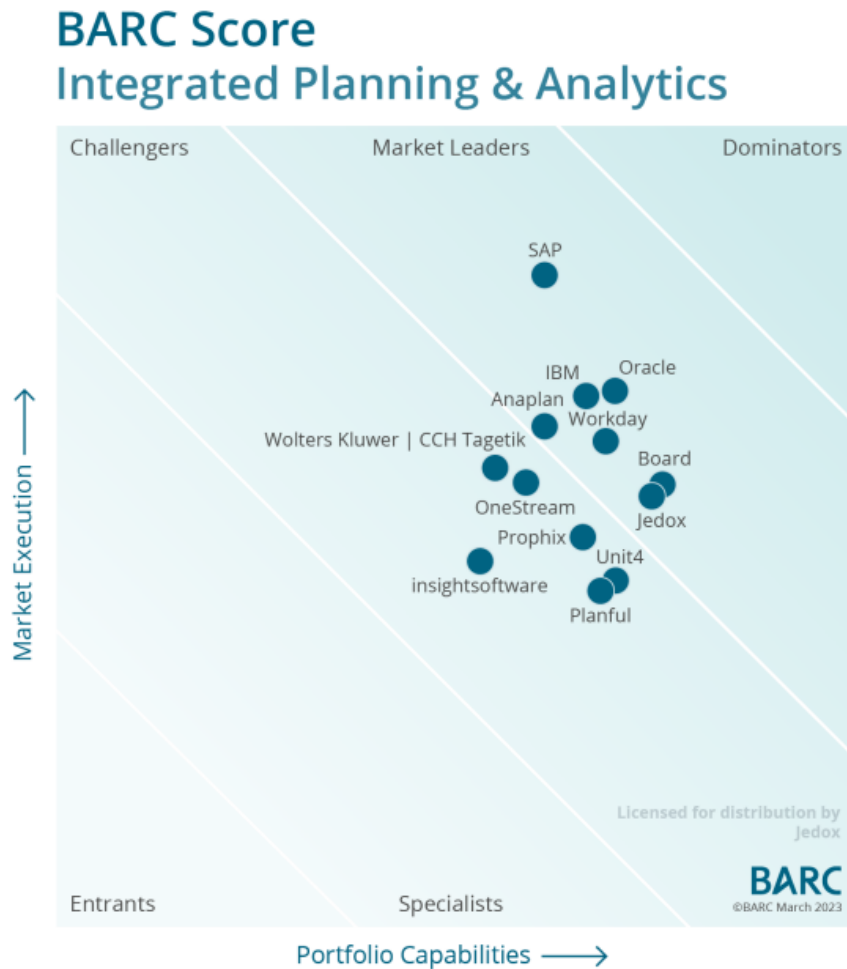 BARC Score
Integrated Planning & Analytics
Challengers
Market Leaders
Dominators
SAP
IBM
Oracle
Anaplan
Workday
Wolters Kluwer | CCH Tagetik
Board
OneStream
Jedox
Prophix
Unit4
insightsoftware
Planful
Market Execution
Licensed for distribution by
Jedox
BARC
©BARC March 2023
Entrants
Specialists
Portfolio Capabilities